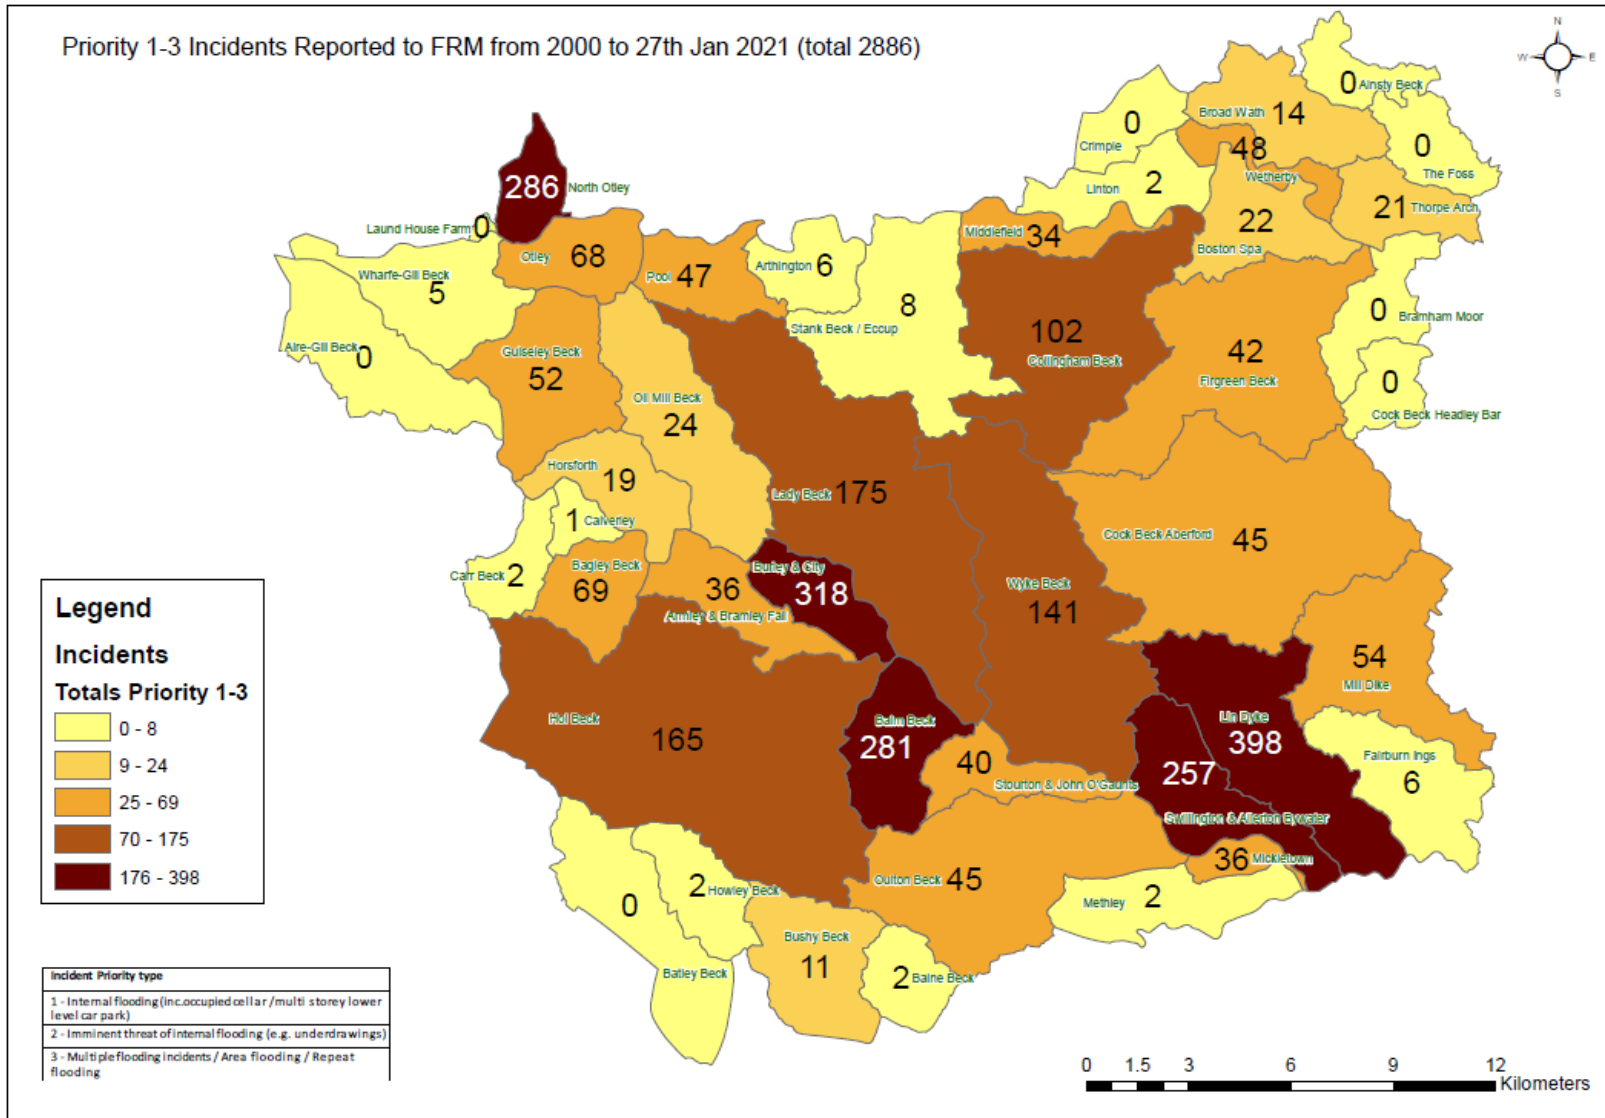 Priority 1-3 Incidents Reported to FRM from 2000 to 27th Jan 2021 (total 2886)
N
W E
S
0 Ainsty Beck
Broad Wath 14
0
Crimple
48
0
The Foss
Wetherby
286 North Otley
Linton 2
21 Thorpe Arch
Laund House Farm 0
22
Boston Spa
Middlefield 34
Otley 68
Pool 47
Arthington 6
Wharfe-Gill Beck
5
8
Stank Beck / Eccup
0
Bramham Moor
102
Collingham Beck
Aire-Gill Beck 0
Guiseley Beck
52
42
Firgreen Beck
0
Cock Beck Headley Bar
Oil Mill Beck
24
Horsforth
19
Lady Beck 175
1 Calverley
Cock Beck Aberford 45
Carr Beck 2
Bagley Beck
69
36
Armley & Bramley Fall
Burley & City
318
Wyke Beck
141
54
Mill Dike
Hol Beck
165
Balm Beck
281
Lin Dyke
398
40
Stourton & John O'Gaunts
257
Swillington & Allerton Bywater
Fairburn Ings
6
36 Mickletown
Oulton Beck 45
2 Howley Beck
Methley 2
0
Batley Beck
Bushy Beck
11
2 Baine Beck
Legend
Incidents
Totals Priority 1-3
0 - 8
9 - 24
25 - 69
70 - 175
176 - 398
Incident Priority type
1 - Internal flooding (inc.occupied cellar /multi storey lower
level car park)
2 - Imminent threat of internal flooding (e.g. underdrawings)
3 - Multiple flooding incidents / Area flooding / Repeat
flooding
0 1.5 3 6 9 12
Kilometers